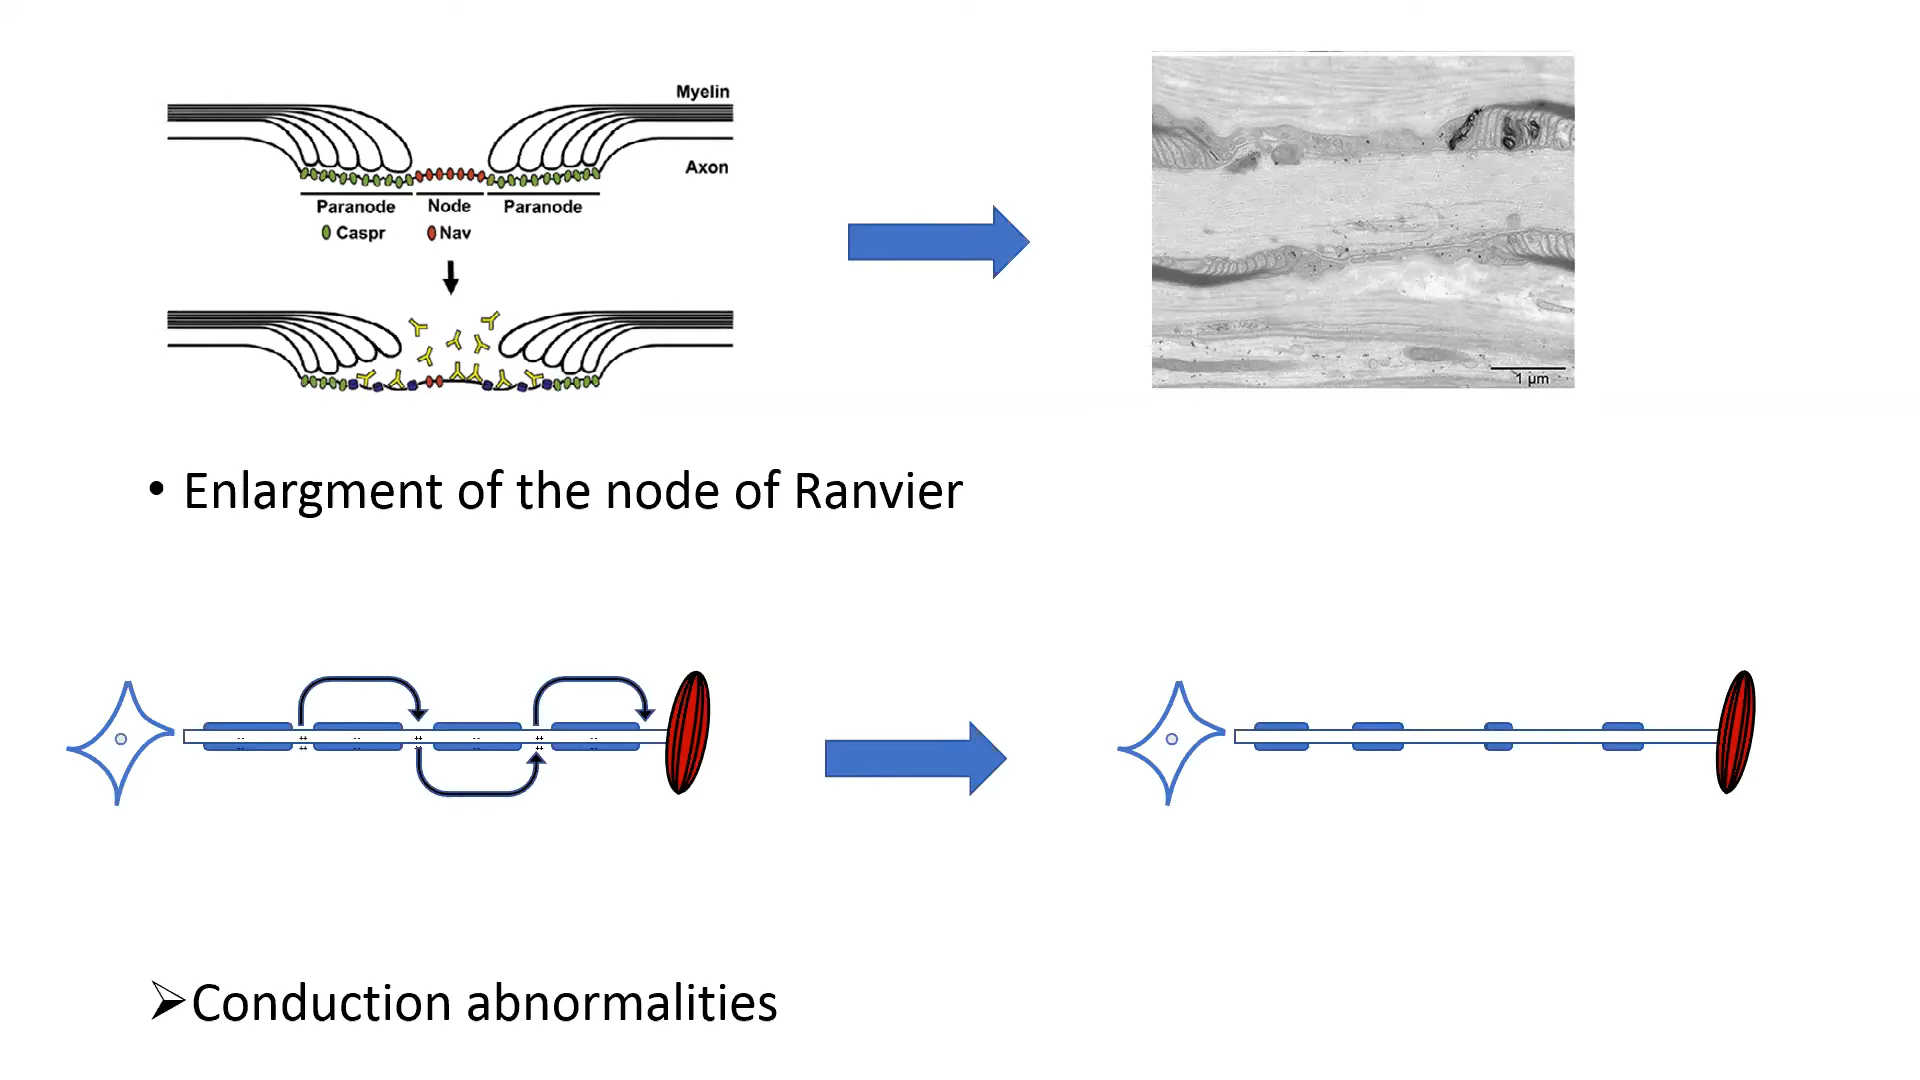 Myelin
Axon
Paranode Node Paranode
Caspr Nav
1 µm
• Enlargment of the node of Ranvier
-- ++ -- ++ -- ++ --
-- ++ -- ++ -- ++ --
➢Conduction abnormalities